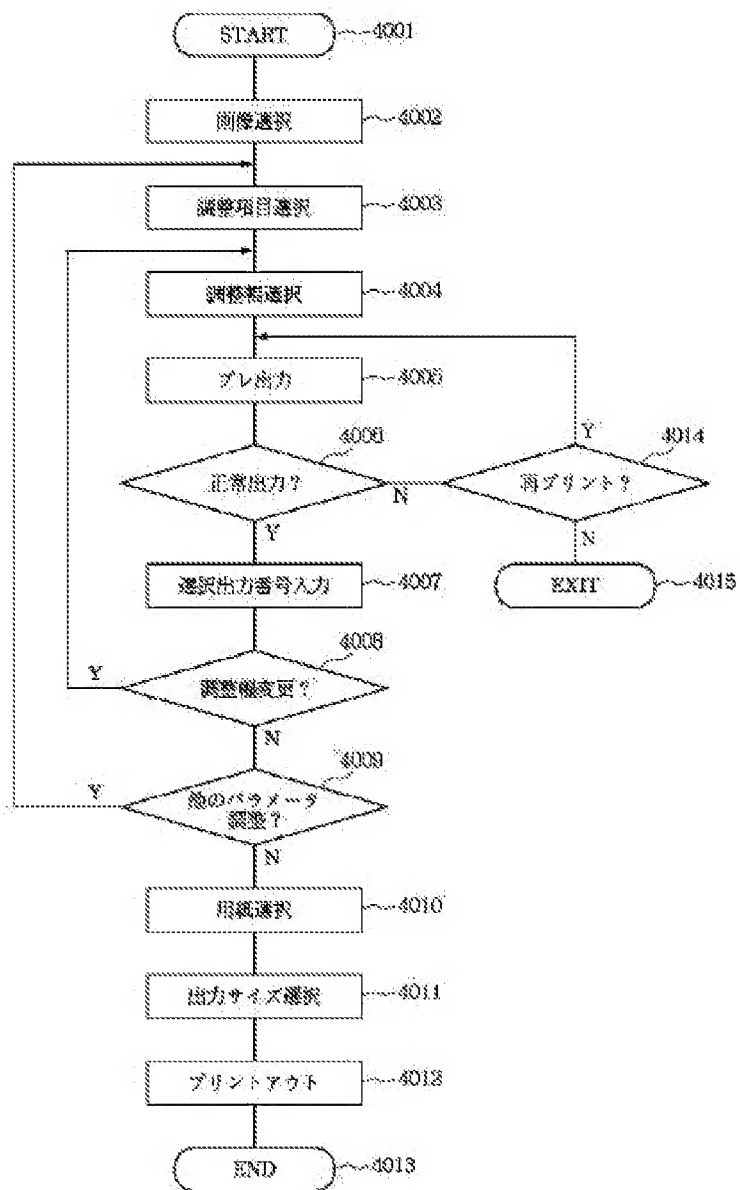 START
4001
画像選択
4002
調整項目選択
4003
調整幅選択
4004
プレ出力
4005
正常出力？
4006
N
Y
再プリント？
4014
Y
N
EXIT
4015
選択出力番号入力
4007
調整幅変更？
4008
Y
N
他のパラメータ
調整？
4009
Y
N
用紙選択
4010
出力サイズ選択
4011
プリントアウト
4012
END
4013